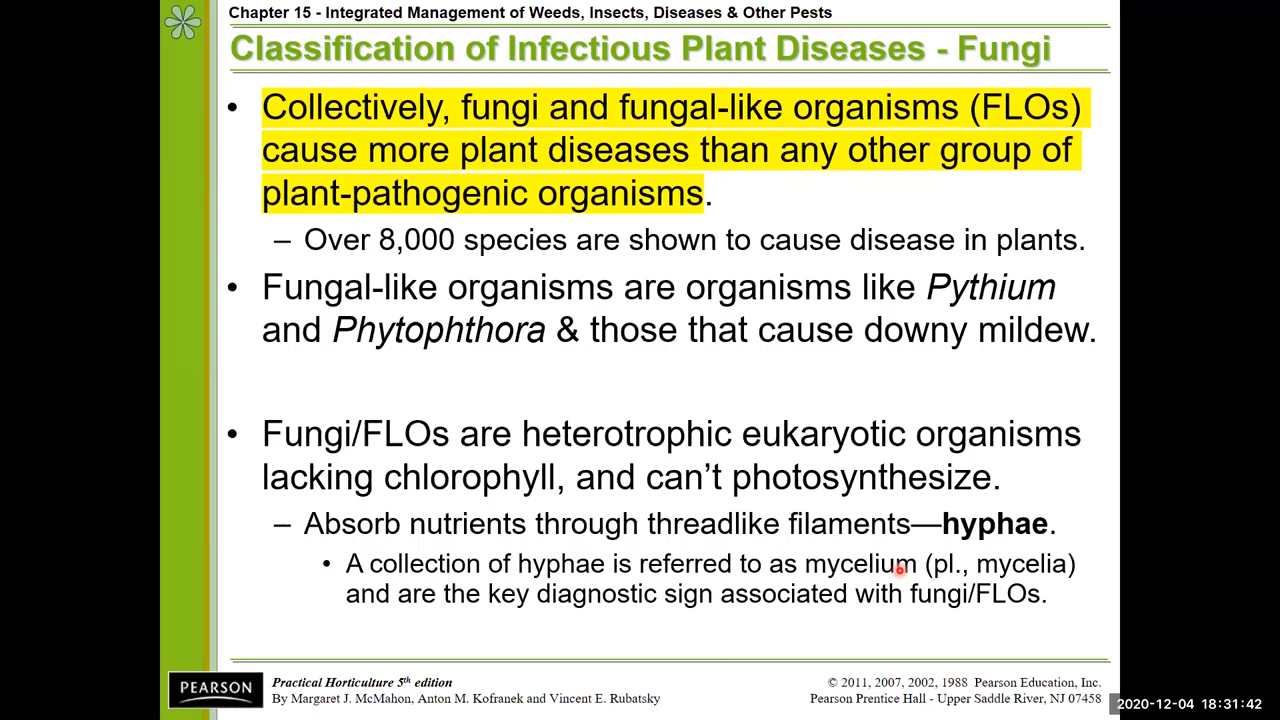 Chapter 15 - Integrated Management of Weeds, Insects, Diseases & Other Pests
Classification of Infectious Plant Diseases - Fungi
• Collectively, fungi and fungal-like organisms (FLOs)
cause more plant diseases than any other group of
plant-pathogenic organisms.
– Over 8,000 species are shown to cause disease in plants.
• Fungal-like organisms are organisms like Pythium
and Phytophthora & those that cause downy mildew.
• Fungi/FLOs are heterotrophic eukaryotic organisms
lacking chlorophyll, and can’t photosynthesize.
– Absorb nutrients through threadlike filaments—hyphae.
• A collection of hyphae is referred to as mycelium (pl., mycelia)
and are the key diagnostic sign associated with fungi/FLOs.
PEARSON
Practical Horticulture 5th edition
By Margaret J. McMahon, Anton M. Kofranek and Vincent E. Rubatsky
© 2011, 2007, 2002, 1988 Pearson Education, Inc.
Pearson Prentice Hall - Upper Saddle River, NJ 07458
2020-12-04 18:31:42